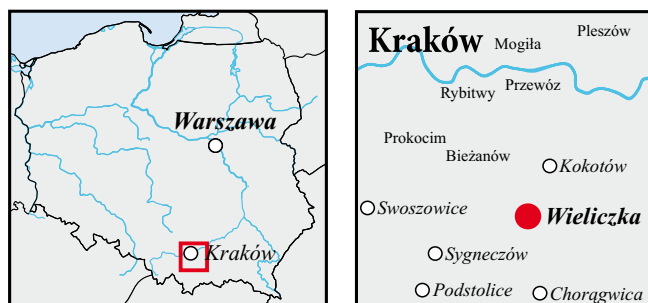 Warszawa
Kraków
Kraków
Mogiła
Pleszów
Rybitwy
Przewóz
Prokocim
Bieżanów
Kokotów
Swoszowice
Wieliczka
Sygneczów
Podstolice
Chorągwica